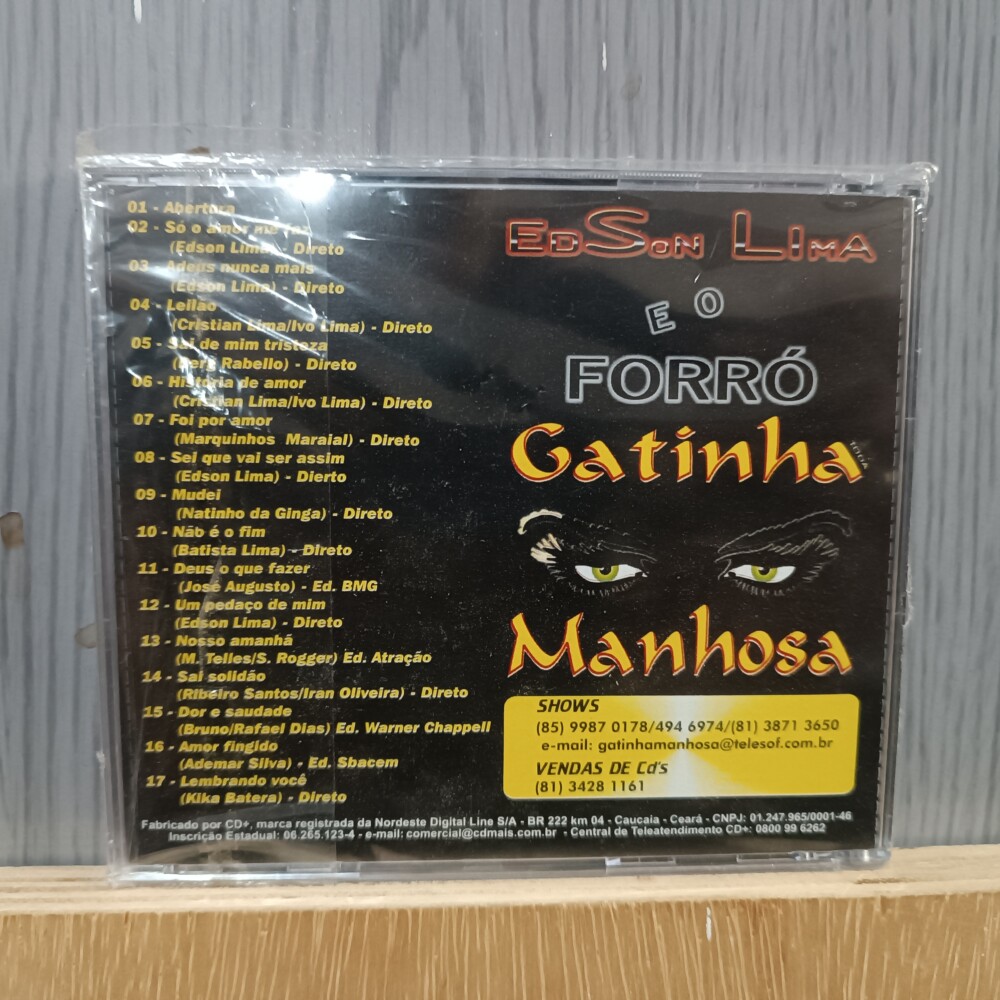 01 - Abertura
02 - Só o amor me faz
(Edson Lima) - Direto
03 - Adeus nunca mais
(Edson Lima) - Direto
04 - Leilão
(Cristian Lima/Ivo Lima) - Direto
05 - Sai de mim tristeza
(Berg Rabello) - Direto
06 - História de amor
(Cristian Lima/Ivo Lima) - Direto
07 - Foi por amor
(Marquinhos Maraial) - Direto
08 - Sei que vai ser assim
(Edson Lima) - Dierto
09 - Mudei
(Natinho da Ginga) - Direto
10 - Não é o fim
(Batista Lima) - Direto
11 - Deus o que fazer
(José Augusto) - Ed. BMG
12 - Um pedaço de mim
(Edson Lima) - Direto
13 - Nosso amanhã
(M. Telles/S. Rogger) Ed. Atração
14 - Sai solidão
(Ribeiro Santos/Iran Oliveira) - Direto
15 - Dor e saudade
(Bruno/Rafael Dias) Ed. Warner Chappell
16 - Amor fingido
(Ademar Silva) - Ed. Sbacem
17 - Lembrando você
(Kika Batera) - Direto
EDSON LIMA
E O
FORRÓ
Gatinha
Manhosa
SHOWS
(85) 9987 0178/494 6974/(81) 3871 3650
e-mail: gatinhamanhosa@telesof.com.br
VENDAS DE Cd's
(81) 3428 1161
Fabricado por CD+, marca registrada da Nordeste Digital Line S/A - BR 222 km 04 - Caucaia - Ceará - CNPJ: 01.247.965/0001-46
Inscrição Estadual: 06.265.123-4 - e-mail: comercial@cdmais.com.br - Central de Teleatendimento CD+: 0800 99 6262